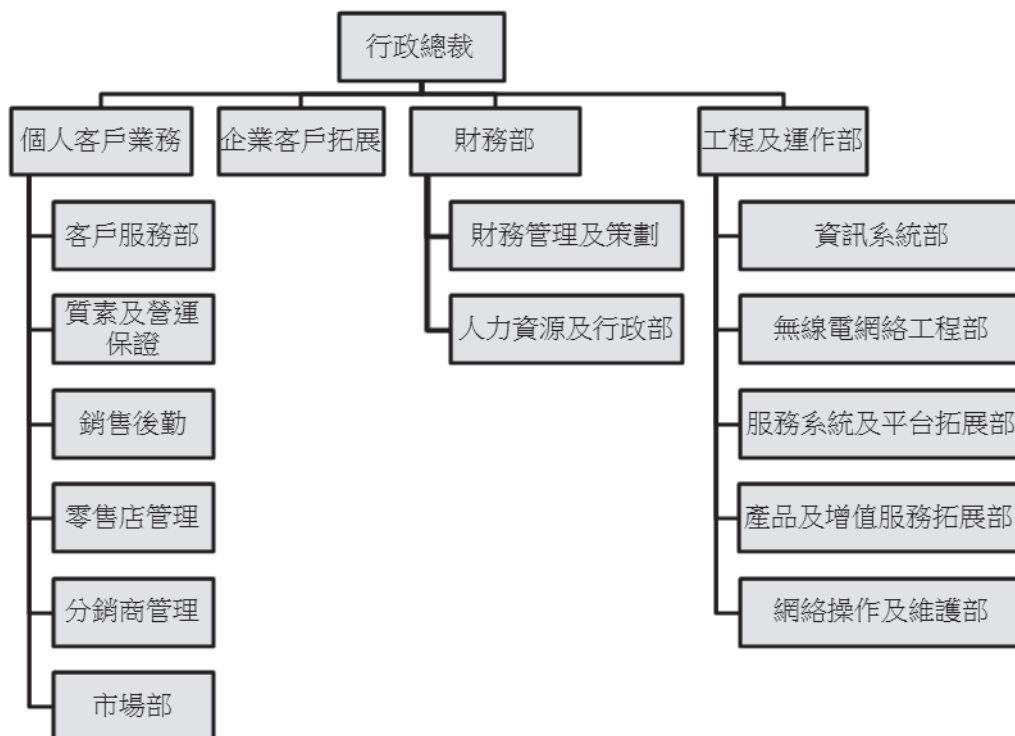 行政總裁
個人客戶業務
企業客戶拓展
財務部
工程及運作部
客戶服務部
質素及營運
保證
銷售後勤
零售店管理
分銷商管理
市場部
財務管理及策劃
人力資源及行政部
資訊系統部
無線電網絡工程部
服務系統及平台拓展部
產品及增值服務拓展部
網絡操作及維護部